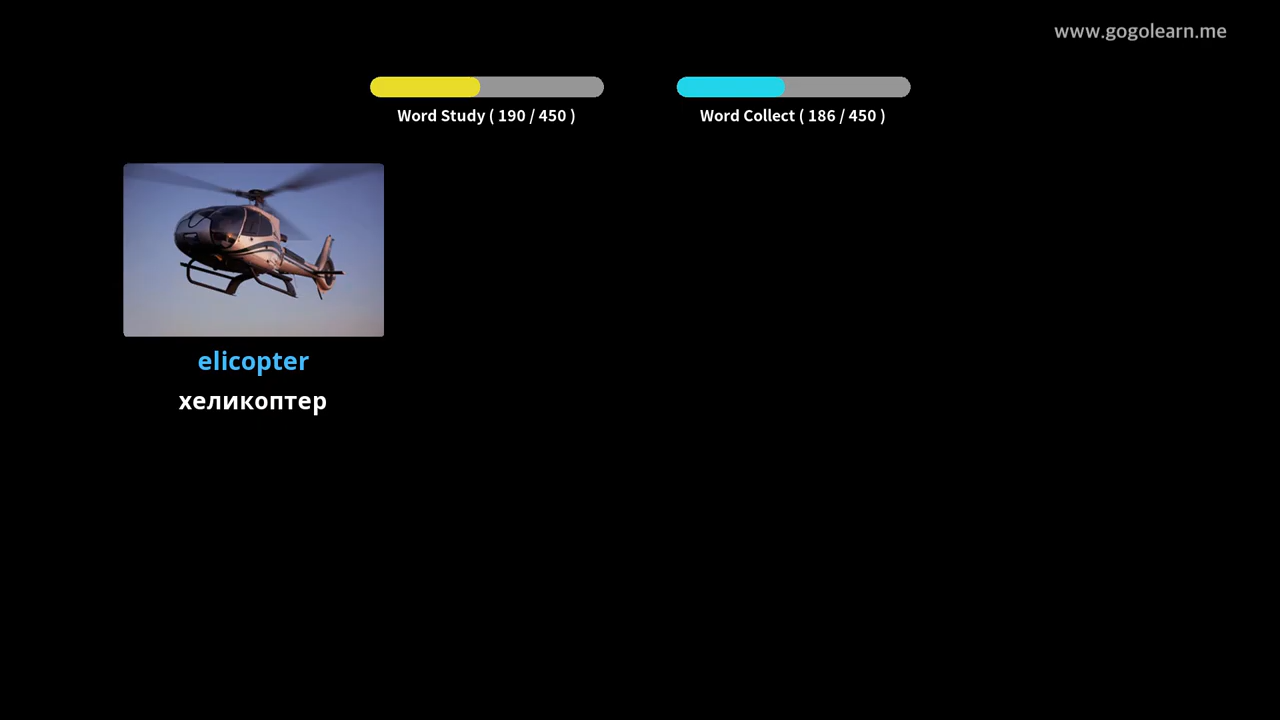 www.gogolearn.me
Word Study ( 190 / 450 )
Word Collect ( 186 / 450 )
elicopter
хеликоптер